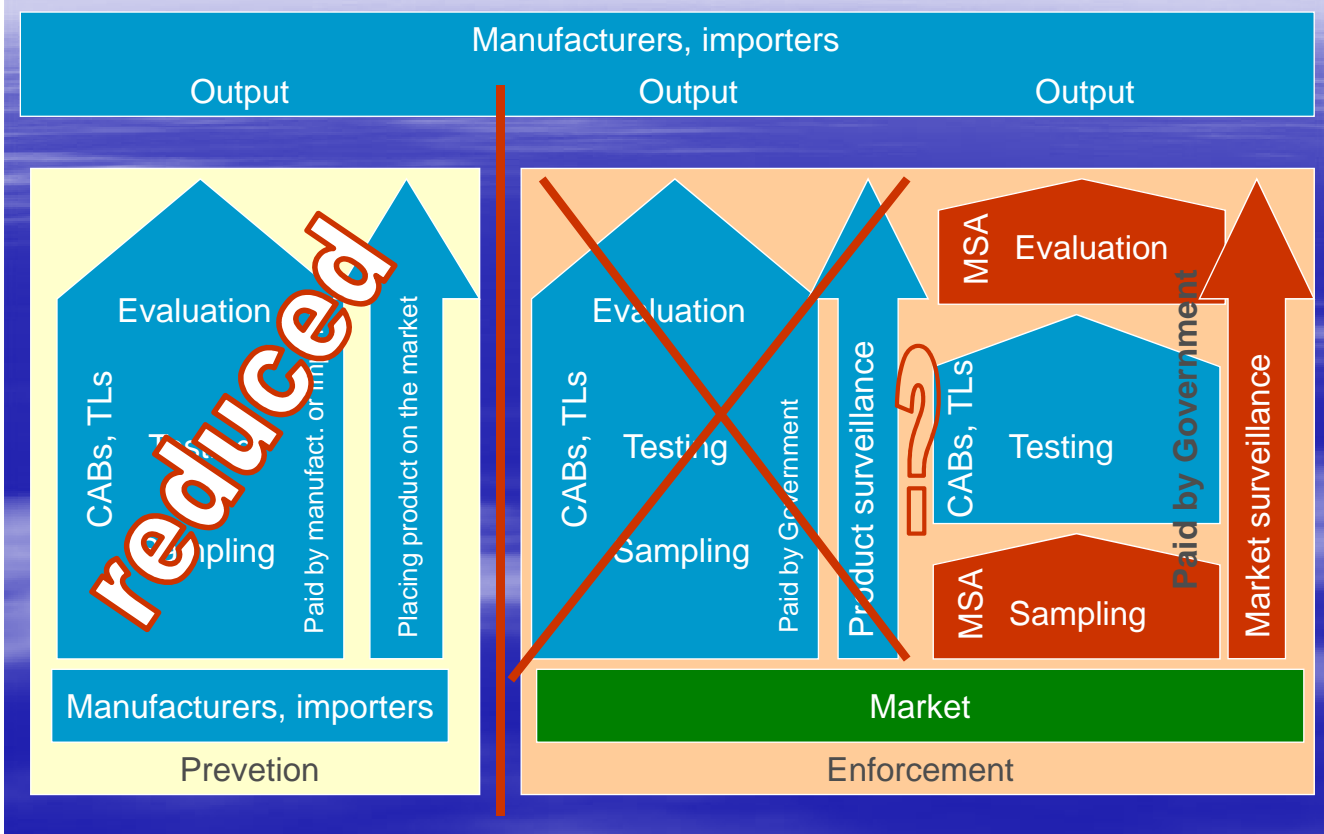 Manufacturers, importers
Output
Output
Output
Evaluation
Testing
Sampling
CABs, TLs
Paid by manufact. or
Placing product on the market
reduced
Manufacturers, importers
Prevetion
Evaluation
Testing
Sampling
CABs, TLs
Paid by Government
Product surveillance
?
MSA
Evaluation
CABs, TLs
Testing
MSA
Sampling
Paid by Government
Market surveillance
Market
Enforcement